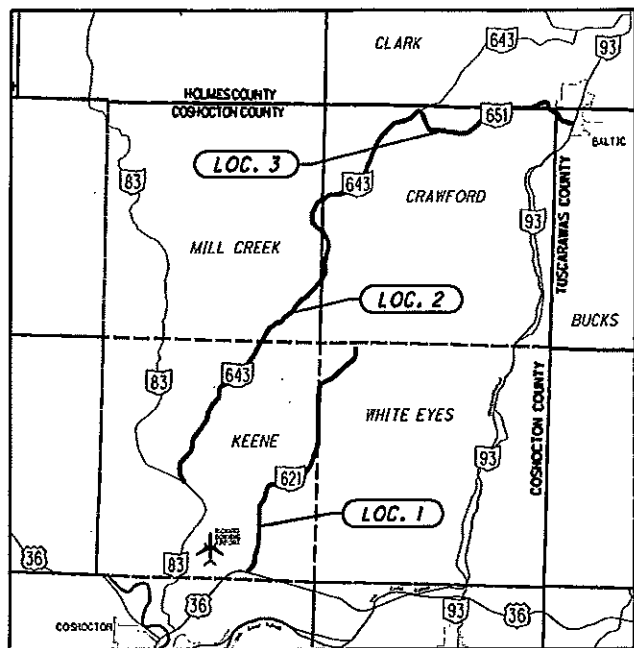 CLARK
643
93
HOLMES COUNTY
COSHOCTON COUNTY
651
BALTIC
LOC. 3
83
643
CRAWFORD
93
TUSCARAWAS COUNTY
MILL CREEK
LOC. 2
BUCKS
643
83
WHITE EYES
KEENE
COSHOCTON COUNTY
93
621
LOC. 1
36
83
36
93
36
COSHOCTON